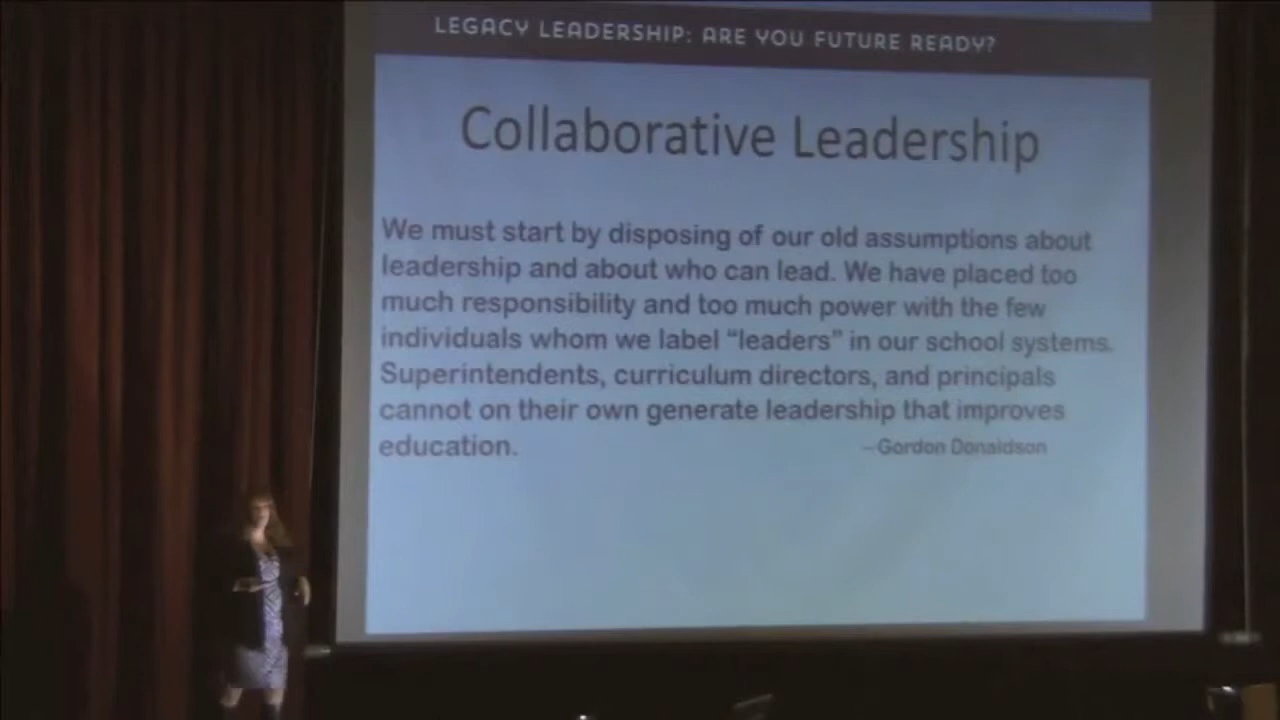 LEGACY LEADERSHIP: ARE YOU FUTURE READY?
Collaborative Leadership
We must start by disposing of our old assumptions about
leadership and about who can lead. We have placed too
much responsibility and too much power with the few
individuals whom we label “leaders” in our school systems.
Superintendents, curriculum directors, and principals
cannot on their own generate leadership that improves
education.
–Gordon Donaldson